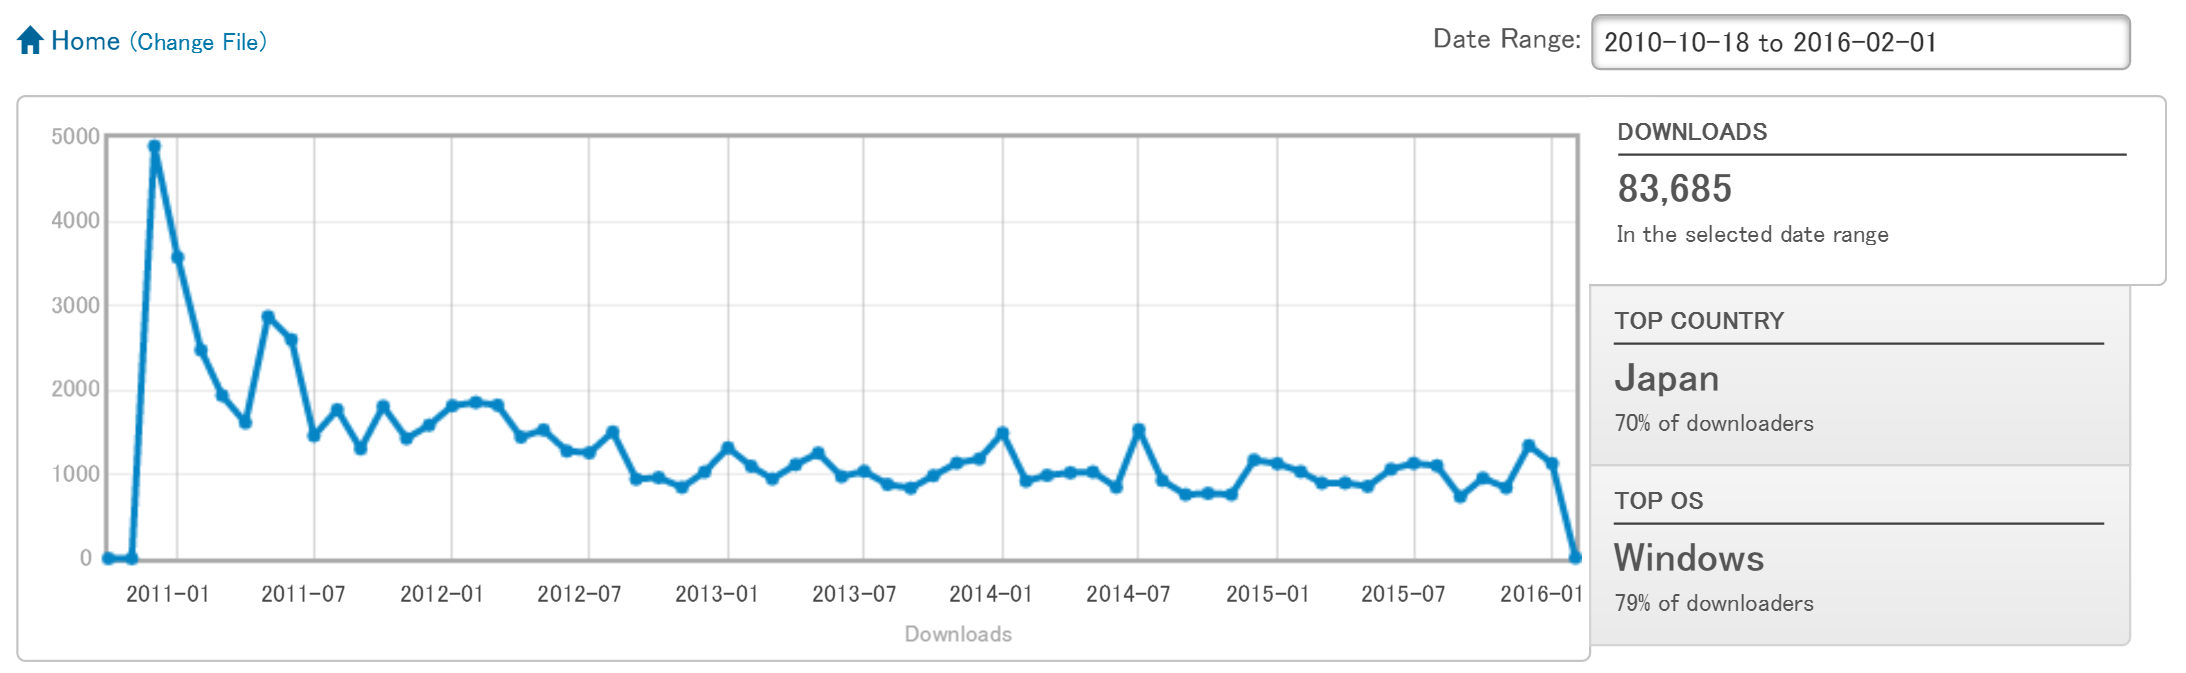 Home (Change File)
Date Range: 2010-10-18 to 2016-02-01
5000
4000
3000
2000
1000
0
2011-01 2011-07 2012-01 2012-07 2013-01 2013-07 2014-01 2014-07 2015-01 2015-07 2016-01
Downloads
DOWNLOADS
83,685
In the selected date range
TOP COUNTRY
Japan
70% of downloaders
TOP OS
Windows
79% of downloaders